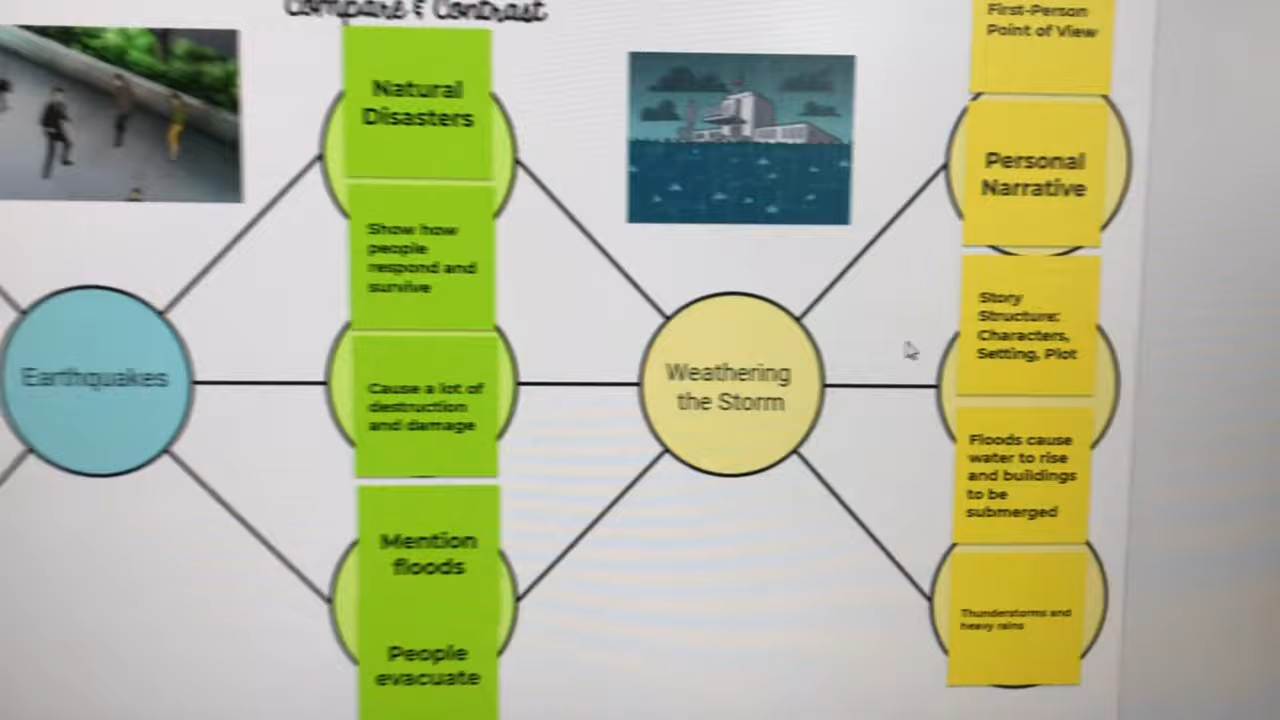 Compare & Contrast
Natural
Disasters
Show how
people
respond and
survive
Earthquakes
Cause a lot of
destruction
and damage
Mention
floods
People
evacuate
Weathering
the Storm
First-Person
Point of View
Personal
Narrative
Story
Structure:
Characters,
Setting, Plot
Floods cause
water to rise
and buildings
to be
submerged
Thunderstorms and
heavy rains